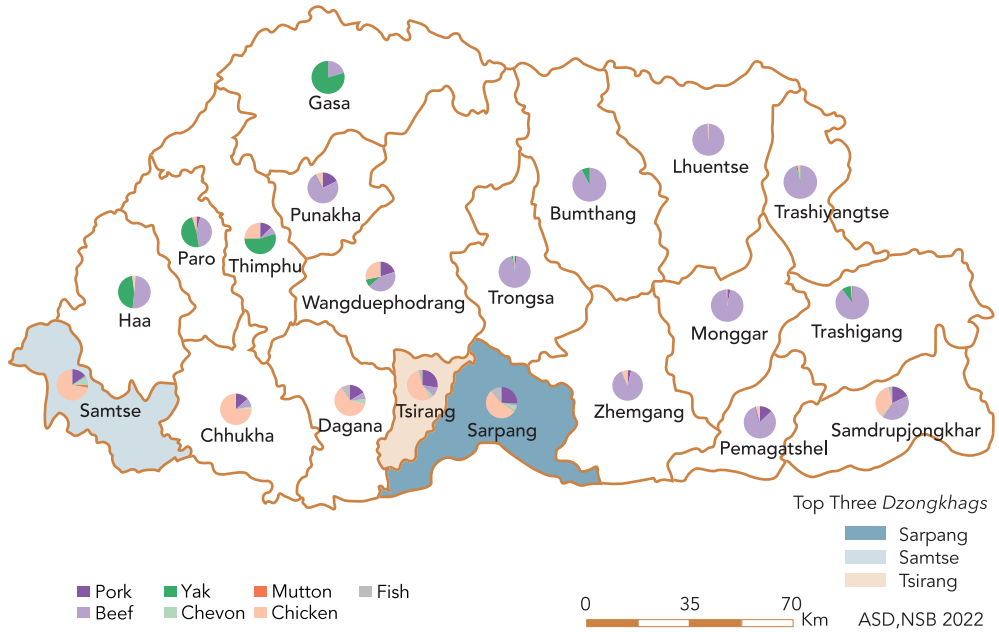 Gasa
Lhuentse
Punakha
Bumthang
Trashiyangtse
Paro
Thimphu
Wangduephodrang
Trongsa
Haa
Monggar
Trashigang
Samtse
Chhukha
Dagana
Tsirang
Sarpang
Zhemgang
Pemagatshel
Samdrupjongkhar
Top Three Dzongkhags
Sarpang
Samtse
Tsirang
Pork Yak Mutton Fish
Beef Chevon Chicken
0 35 70
Km
ASD,NSB 2022